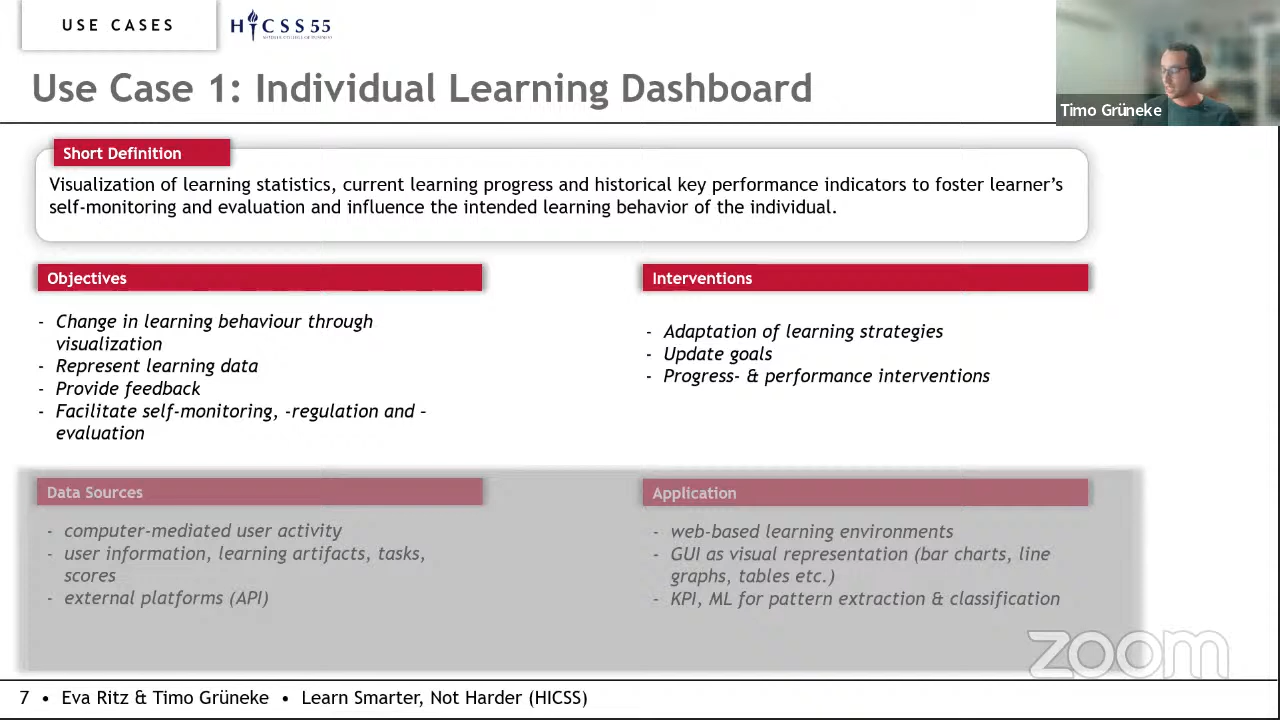 USE CASES
HICSS 55
Use Case 1: Individual Learning Dashboard
Timo Grüneke
Short Definition
Visualization of learning statistics, current learning progress and historical key performance indicators to foster learner's
self-monitoring and evaluation and influence the intended learning behavior of the individual.
Objectives
- Change in learning behaviour through
visualization
- Represent learning data
- Provide feedback
- Facilitate self-monitoring, -regulation and –
evaluation
Interventions
- Adaptation of learning strategies
- Update goals
- Progress- & performance interventions
Data Sources
- computer-mediated user activity
- user information, learning artifacts, tasks,
scores
- external platforms (API)
Application
- web-based learning environments
- GUI as visual representation (bar charts, line
graphs, tables etc.)
- KPI, ML for pattern extraction & classification
zoom
7 • Eva Ritz & Timo Grüneke • Learn Smarter, Not Harder (HICSS)